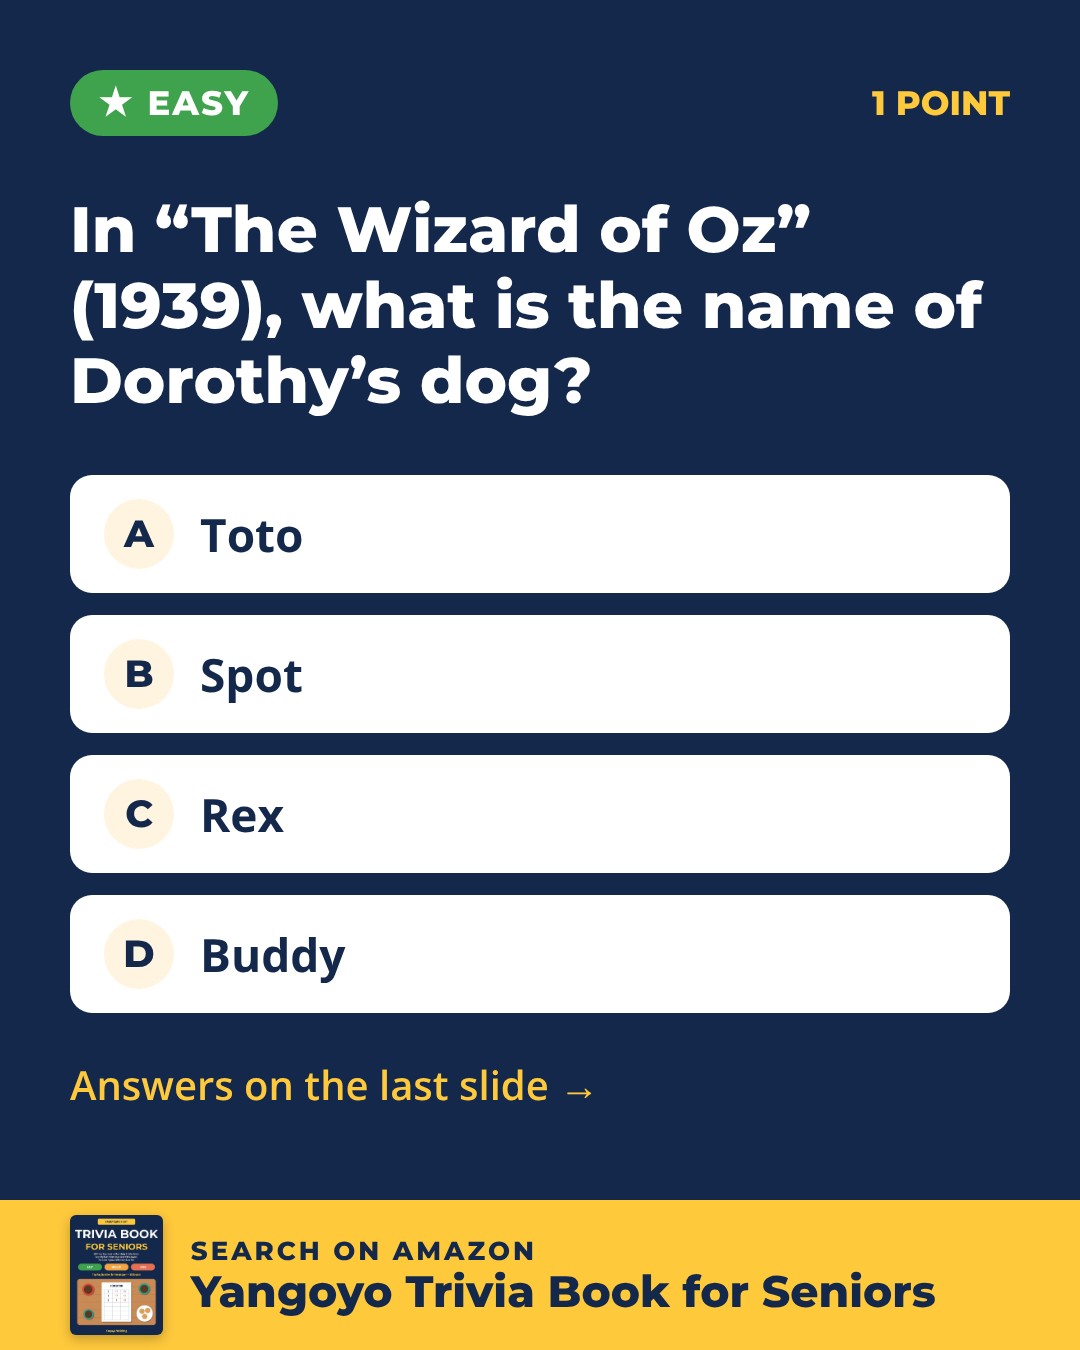 ★ EASY
1 POINT
In “The Wizard of Oz”
(1939), what is the name of
Dorothy’s dog?
A Toto
B Spot
C Rex
D Buddy
Answers on the last slide →
TRIVIA BOOK
FOR SENIORS
SEARCH ON AMAZON
Yangoyo Trivia Book for Seniors